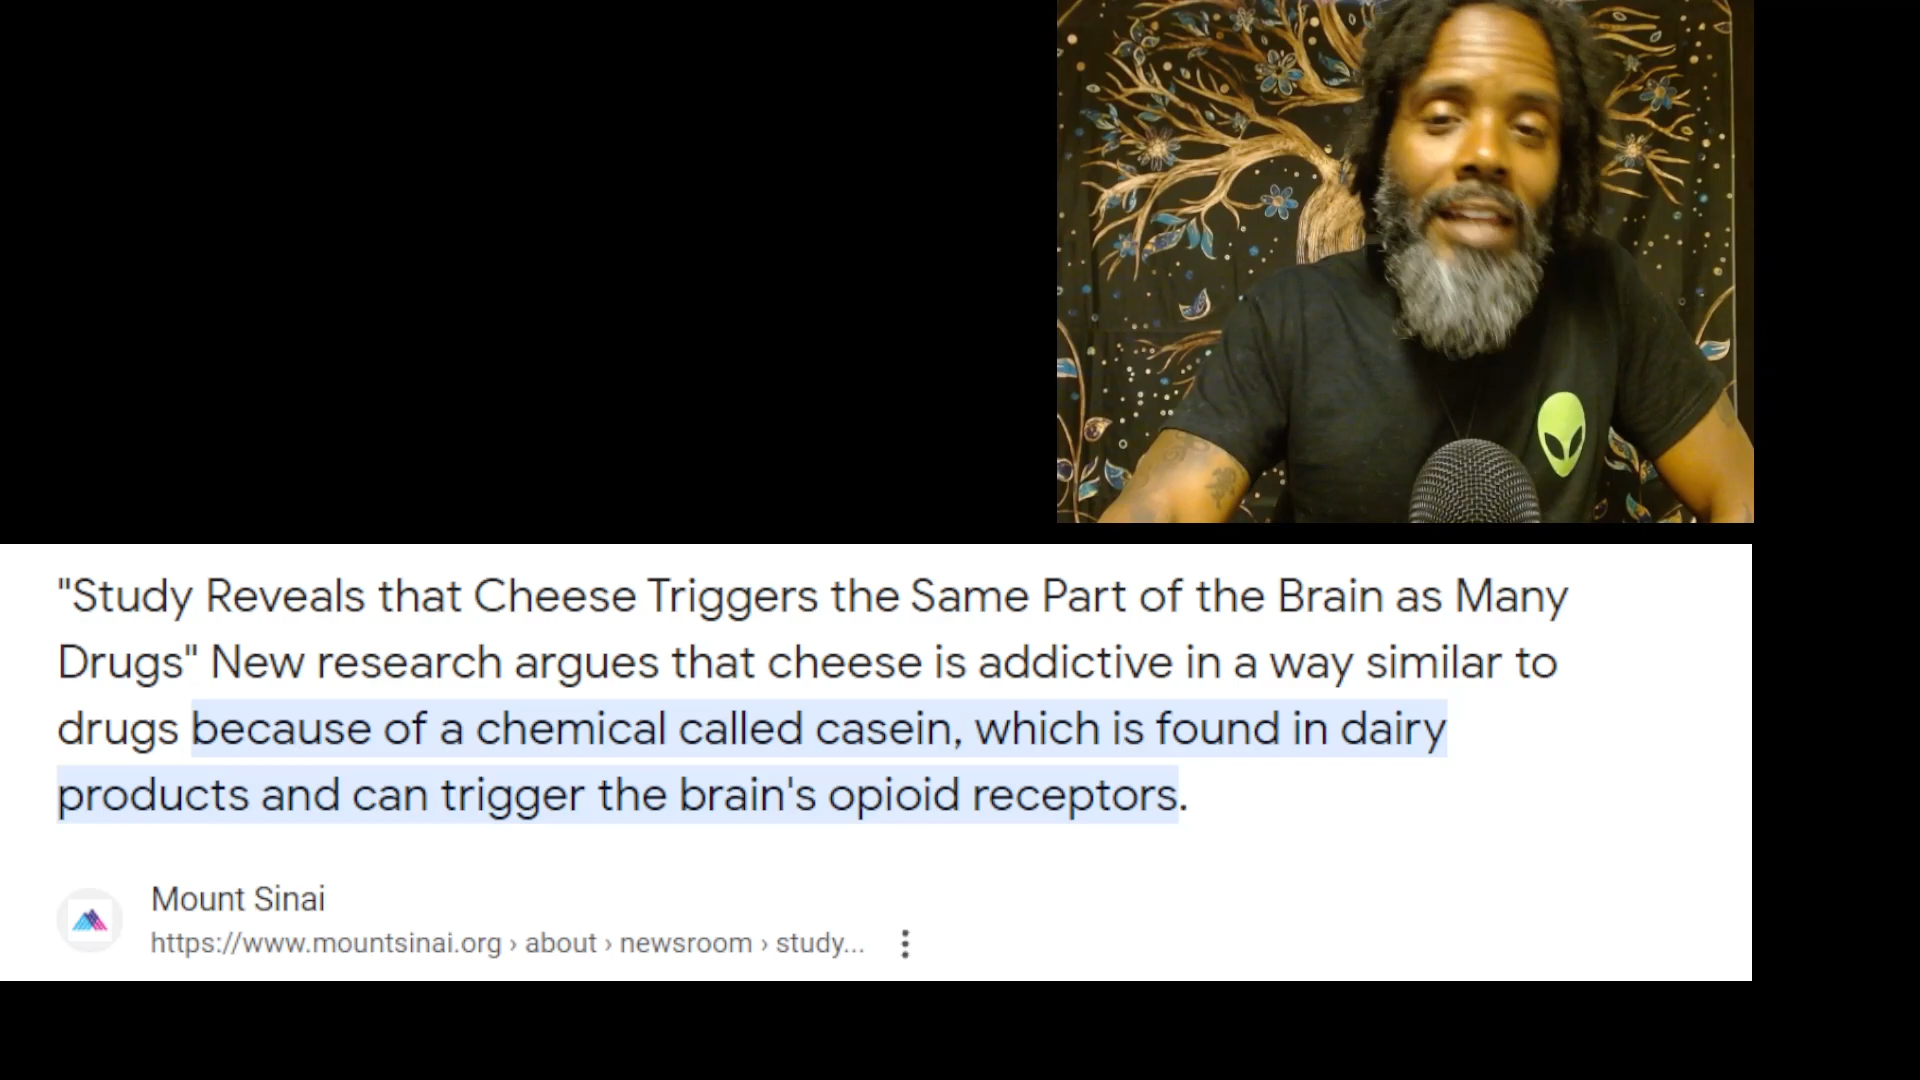 "Study Reveals that Cheese Triggers the Same Part of the Brain as Many
Drugs" New research argues that cheese is addictive in a way similar to
drugs because of a chemical called casein, which is found in dairy
products and can trigger the brain's opioid receptors.
Mount Sinai
https://www.mountsinai.org › about › newsroom › study...